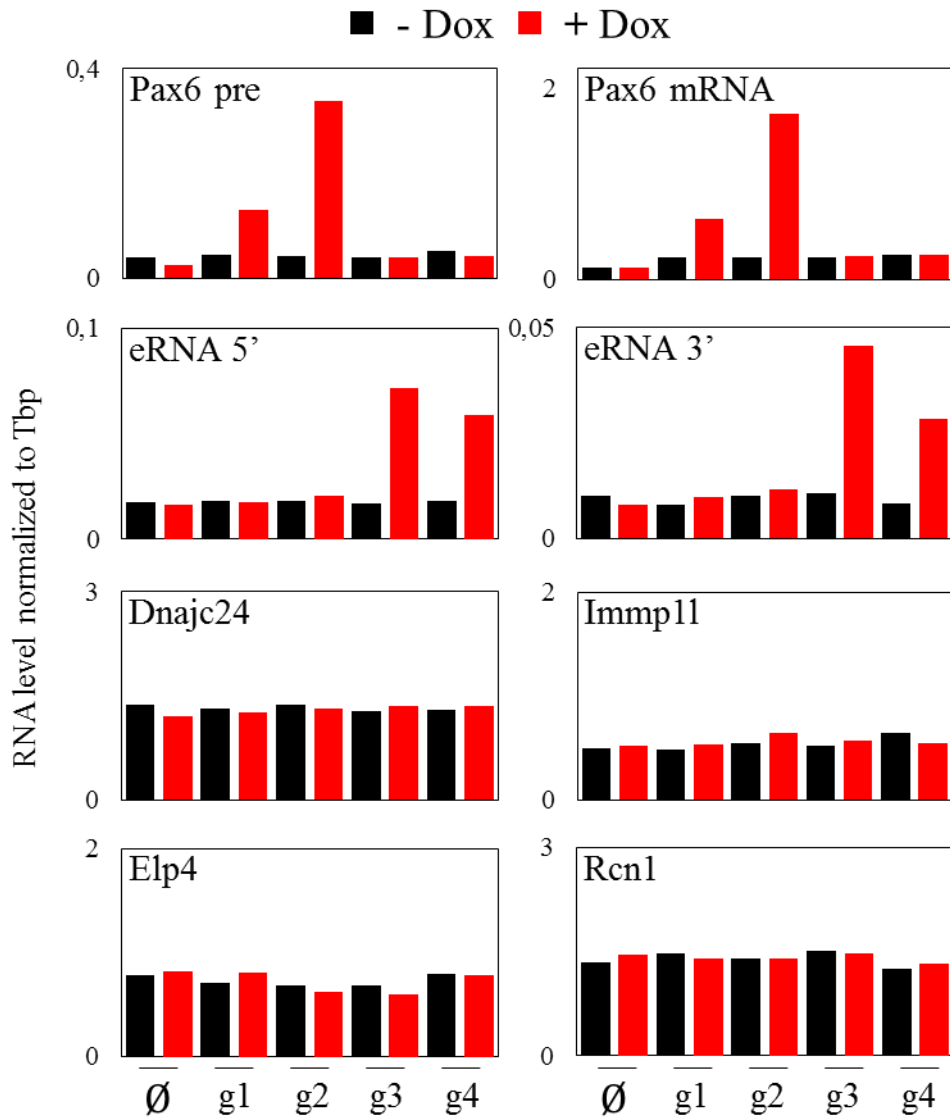 - Dox + Dox
0,4 Pax6 pre 2 Pax6 mRNA
0 0
0,1 eRNA 5’ 0,05 eRNA 3’
0 0
RNA level normalized to Tbp
3 Dnajc24 2 Immp1l
0 0
2 Elp4 3 Rcn1
0 0
Ø g1 g2 g3 g4 Ø g1 g2 g3 g4